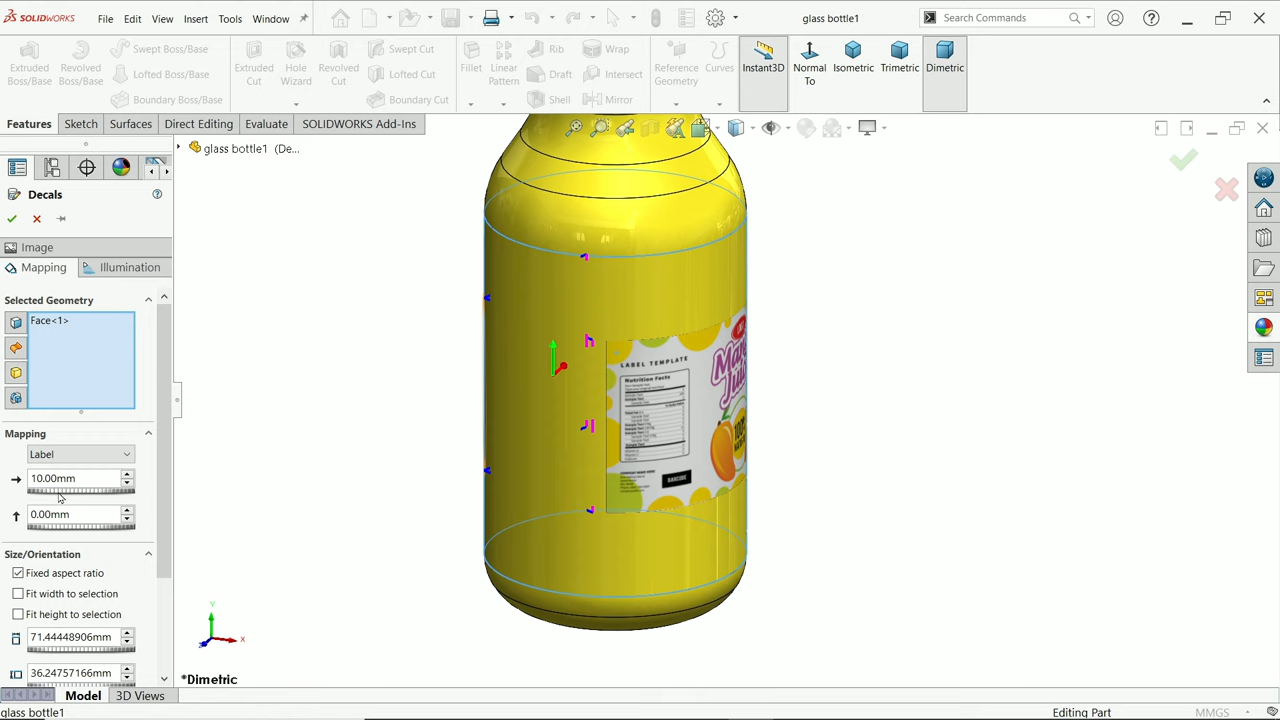 SOLIDWORKS
File
Edit
View
Insert
Tools
Window
glass bottle1
Search Commands
Extruded Boss/Base
Revolved Boss/Base
Swept Boss/Base
Lofted Boss/Base
Boundary Boss/Base
Extruded Cut
Hole Wizard
Revolved Cut
Swept Cut
Lofted Cut
Boundary Cut
Fillet
Linear Pattern
Rib
Draft
Shell
Wrap
Intersect
Mirror
Reference Geometry
Curves
Instant3D
Normal To
Isometric
Trimetric
Dimetric
Features
Sketch
Surfaces
Direct Editing
Evaluate
SOLIDWORKS Add-Ins
glass bottle1 (De...
Decals
Image
Mapping
Illumination
Selected Geometry
Face<1>
Mapping
Label
10.00mm
0.00mm
Size/Orientation
Fixed aspect ratio
Fit width to selection
Fit height to selection
71.44448906mm
36.24757166mm
LABEL TEMPLATE
Nutrition Facts
BARCODE
Y
X
Z
*Dimetric
Model
3D Views
glass bottle1
Editing Part
MMGS